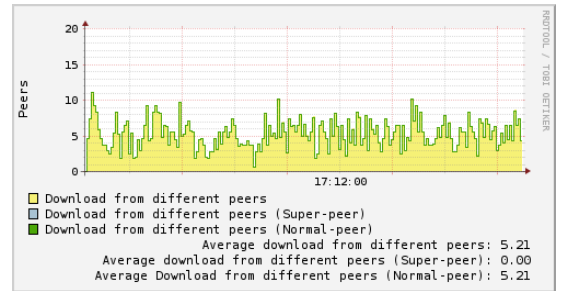 RRDTOOL / TOBI OETIKER
20
15
10
5
0
Peers
17:12:00
Download from different peers
Download from different peers (Super-peer)
Download from different peers (Normal-peer)
Average download from different peers: 5.21
Average download from different peers (Super-peer): 0.00
Average Download from different peers (Normal-peer): 5.21